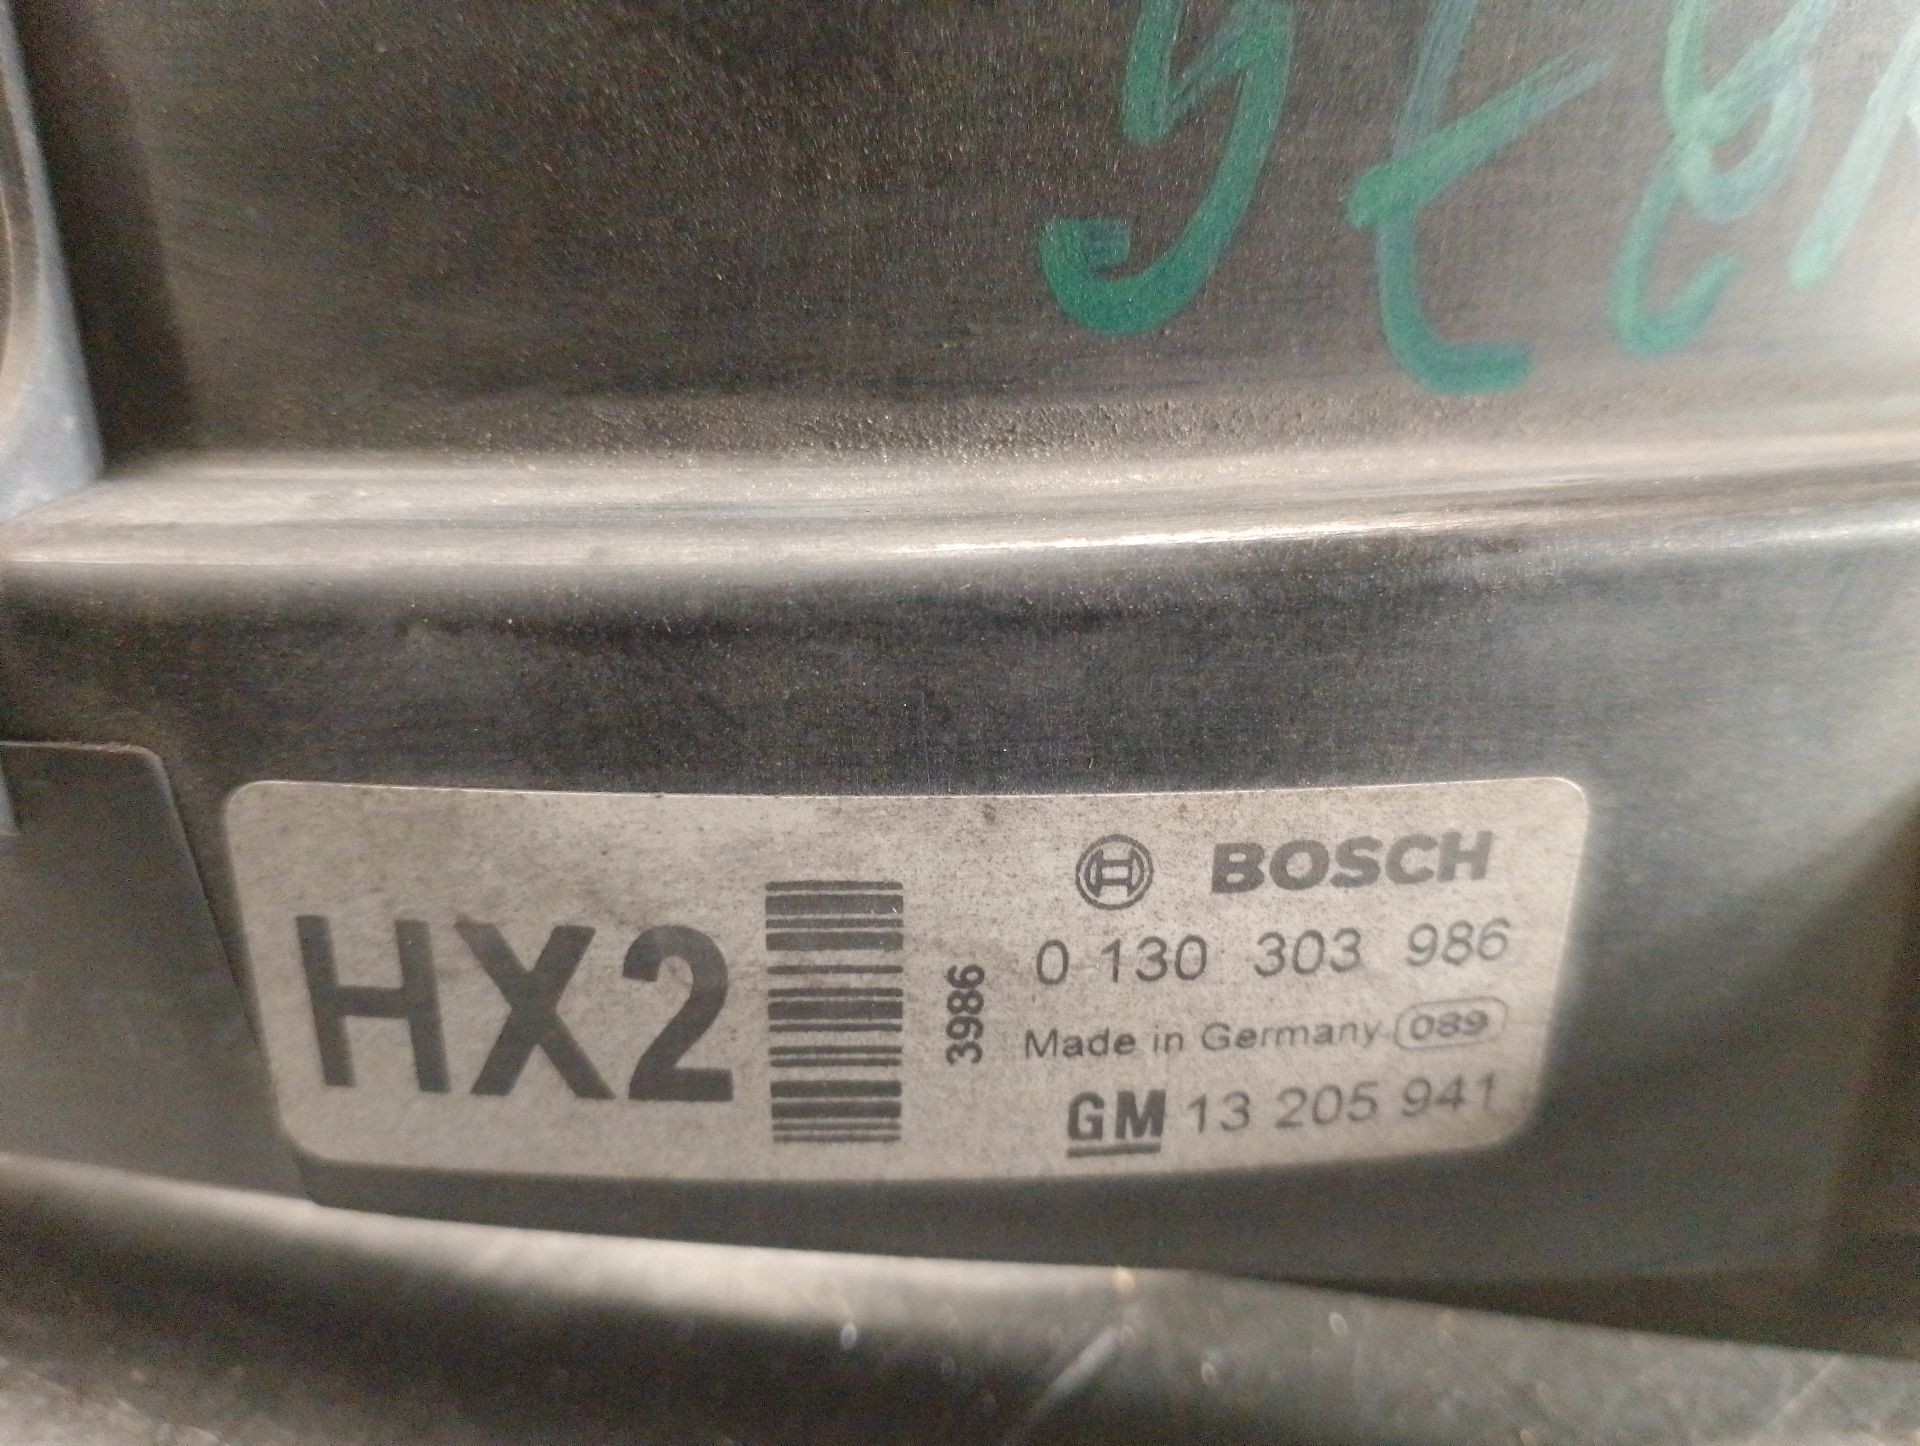 HX2
3986
BOSCH
0 130 303 986
Made in Germany 089
GM 13 205 941